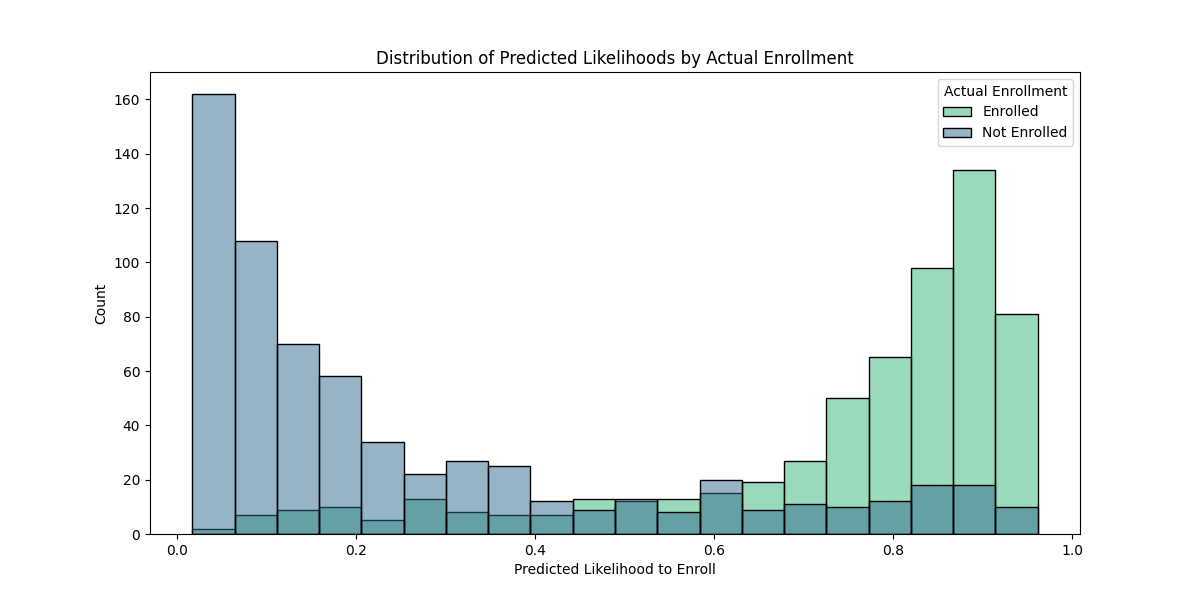 Distribution of Predicted Likelihoods by Actual Enrollment
Actual Enrollment
Enrolled
Not Enrolled
Count
160
140
120
100
80
60
40
20
0
0.0 0.2 0.4 0.6 0.8 1.0
Predicted Likelihood to Enroll